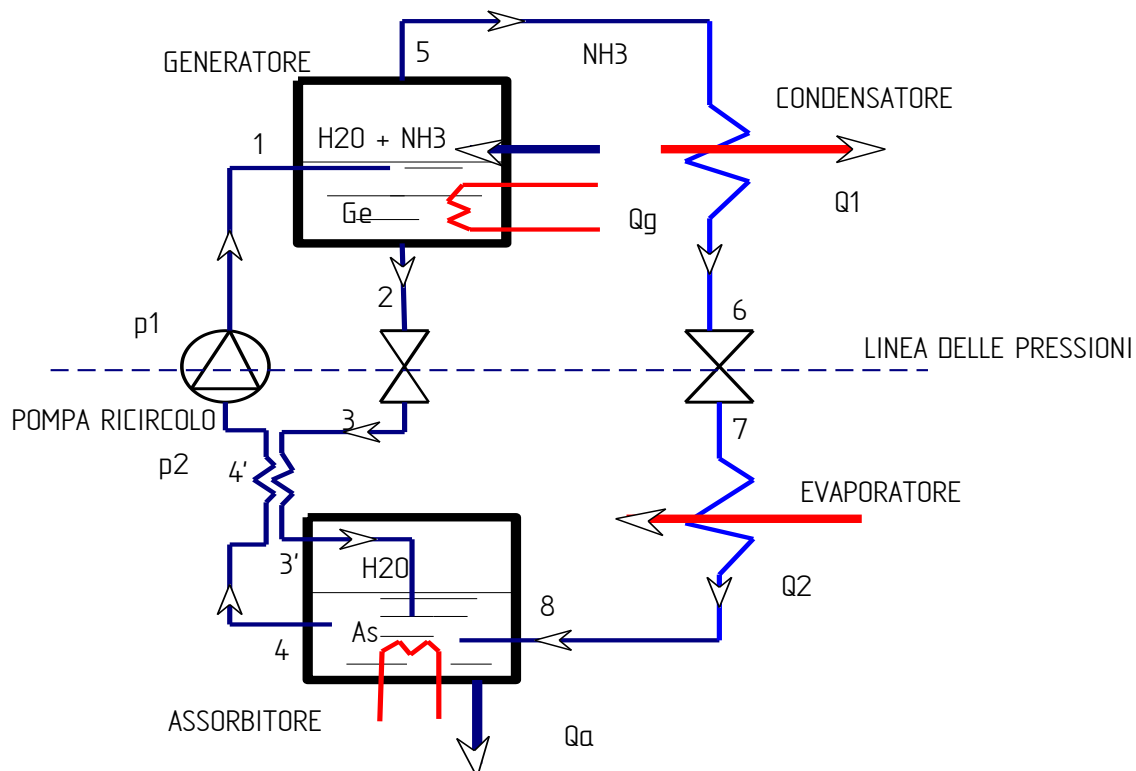 5
NH3
GENERATORE
CONDENSATORE
1
H2O + NH3
Q1
Ge
Qg
2
6
p1
LINEA DELLE PRESSIONI
POMPA RICIRCOLO
3
7
p2
4'
EVAPORATORE
3'
H2O
Q2
8
4
As
ASSORBITORE
Qa